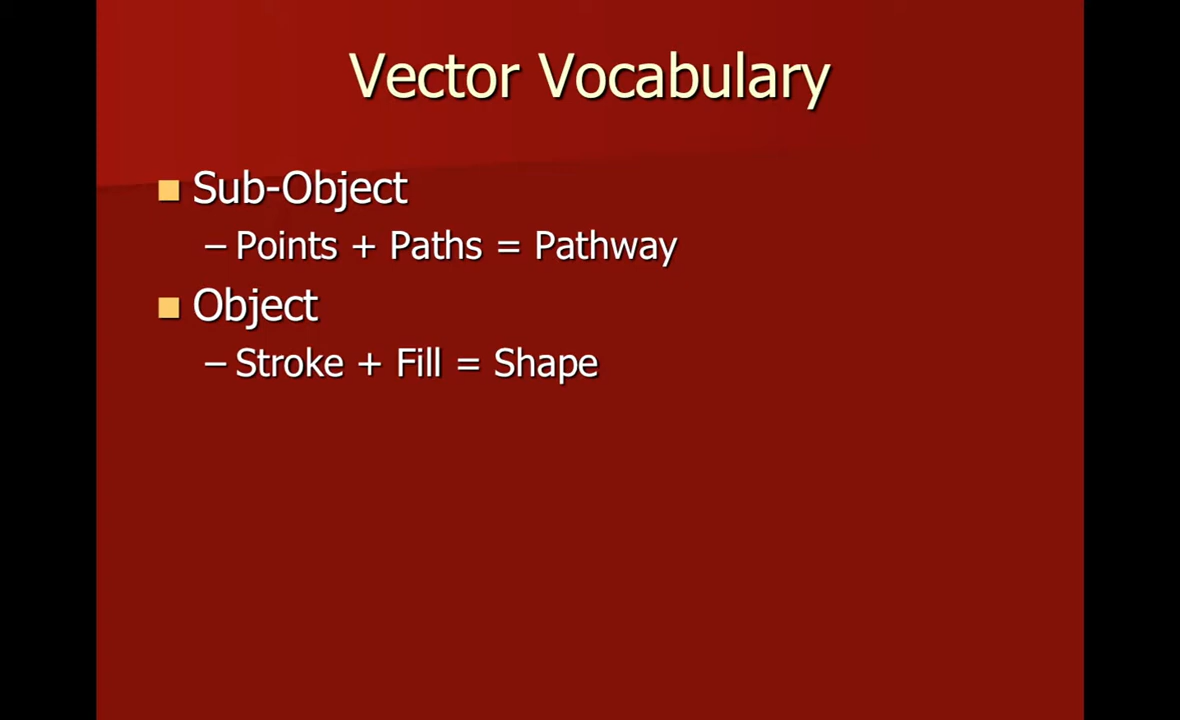 Vector Vocabulary
Sub-Object
– Points + Paths = Pathway
Object
– Stroke + Fill = Shape